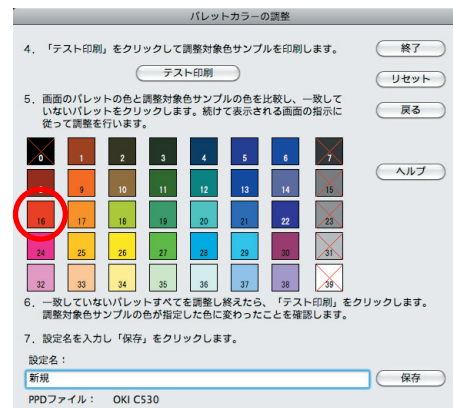 パレットカラーの調整
4. 「テスト印刷」をクリックして調整対象色サンプルを印刷します。
終了
テスト印刷
リセット
5. 画面のパレットの色と調整対象色サンプルの色を比較し、一致して
いないパレットをクリックします。続けて表示される画面の指示に
従って調整を行います。
戻る
0 1 2 3 4 5 6 7
ヘルプ
8 9 10 11 12 13 14 15
16 17 18 19 20 21 22 23
24 25 26 27 28 29 30 31
32 33 34 35 36 37 38 39
6. 一致していないパレットすべてを調整し終えたら、「テスト印刷」をクリックします。
調整対象色サンプルの色が指定した色に変わったことを確認します。
7. 設定名を入力し「保存」をクリックします。
設定名：
新規
保存
PPDファイル： OKI C530